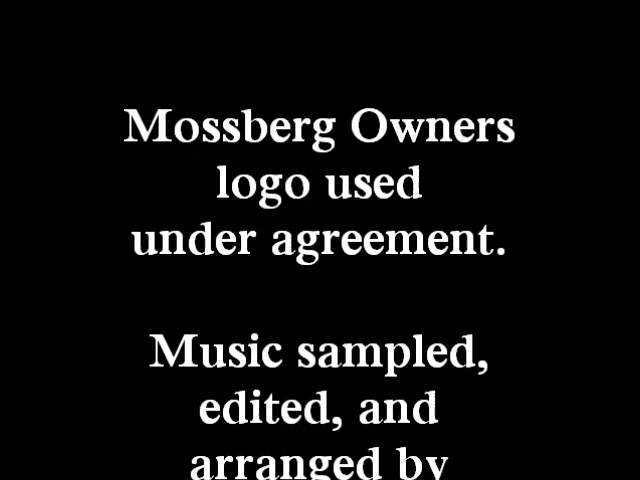 Mossberg Owners
logo used
under agreement.
Music sampled,
edited, and
arranged by